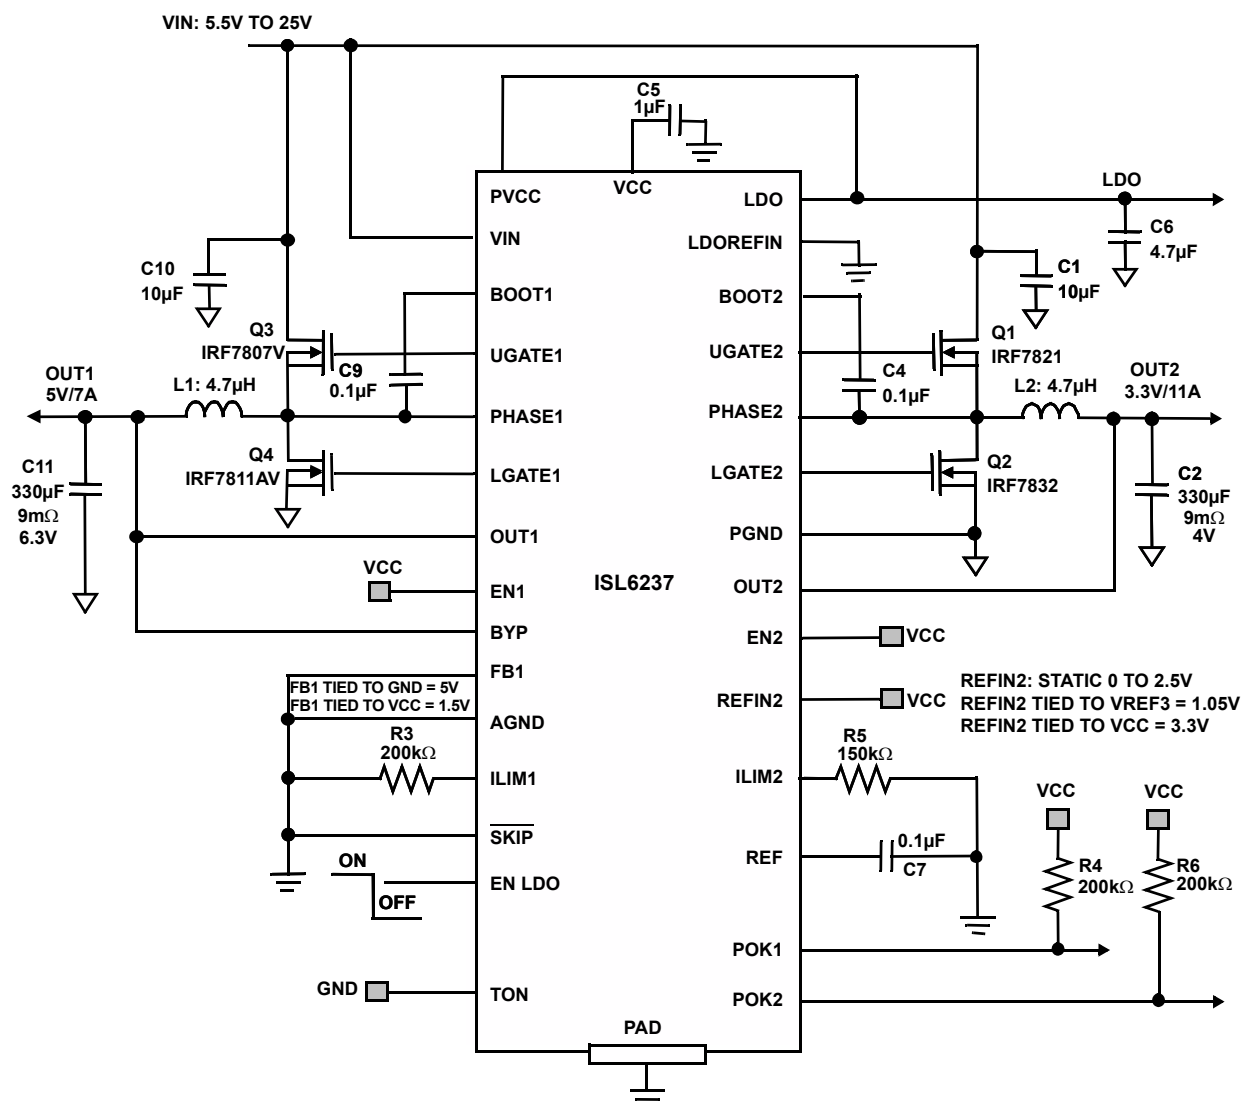 VIN: 5.5V TO 25V
C5
1µF
PVCC
VCC
LDO
LDO
VIN
LDOREFIN
C6
4.7µF
C10
10µF
C1
10µF
BOOT1
BOOT2
Q3
IRF7807V
UGATE1
UGATE2
Q1
IRF7821
C9
0.1µF
C4
0.1µF
OUT1
5V/7A
L1: 4.7µH
PHASE1
PHASE2
L2: 4.7µH
OUT2
3.3V/11A
Q4
IRF7811AV
LGATE1
LGATE2
Q2
IRF7832
C11
330µF
9mΩ
6.3V
C2
330µF
9mΩ
4V
OUT1
PGND
VCC
EN1
ISL6237
OUT2
BYP
EN2
VCC
FB1
FB1 TIED TO GND = 5V
FB1 TIED TO VCC = 1.5V
REFIN2
VCC
REFIN2: STATIC 0 TO 2.5V
REFIN2 TIED TO VREF3 = 1.05V
REFIN2 TIED TO VCC = 3.3V
AGND
R3
200kΩ
ILIM1
R5
150kΩ
ILIM2
VCC
VCC
SKIP
0.1µF
C7
REF
R4
200kΩ
R6
200kΩ
ON
OFF
EN LDO
POK1
GND
TON
POK2
PAD